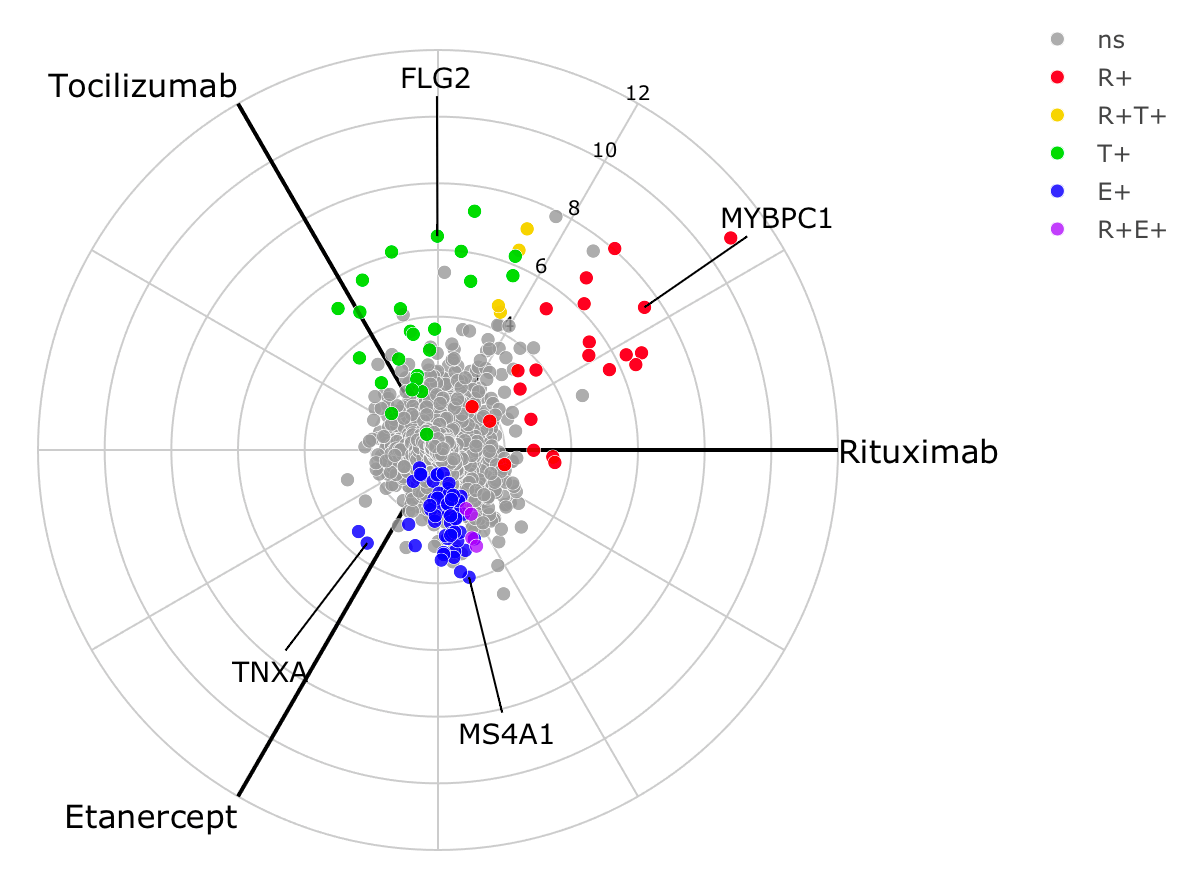 Tocilizumab
FLG2
12
10
8
6
4
MYBPC1
Rituximab
TNXA
MS4A1
Etanercept
ns
R+
R+T+
T+
E+
R+E+